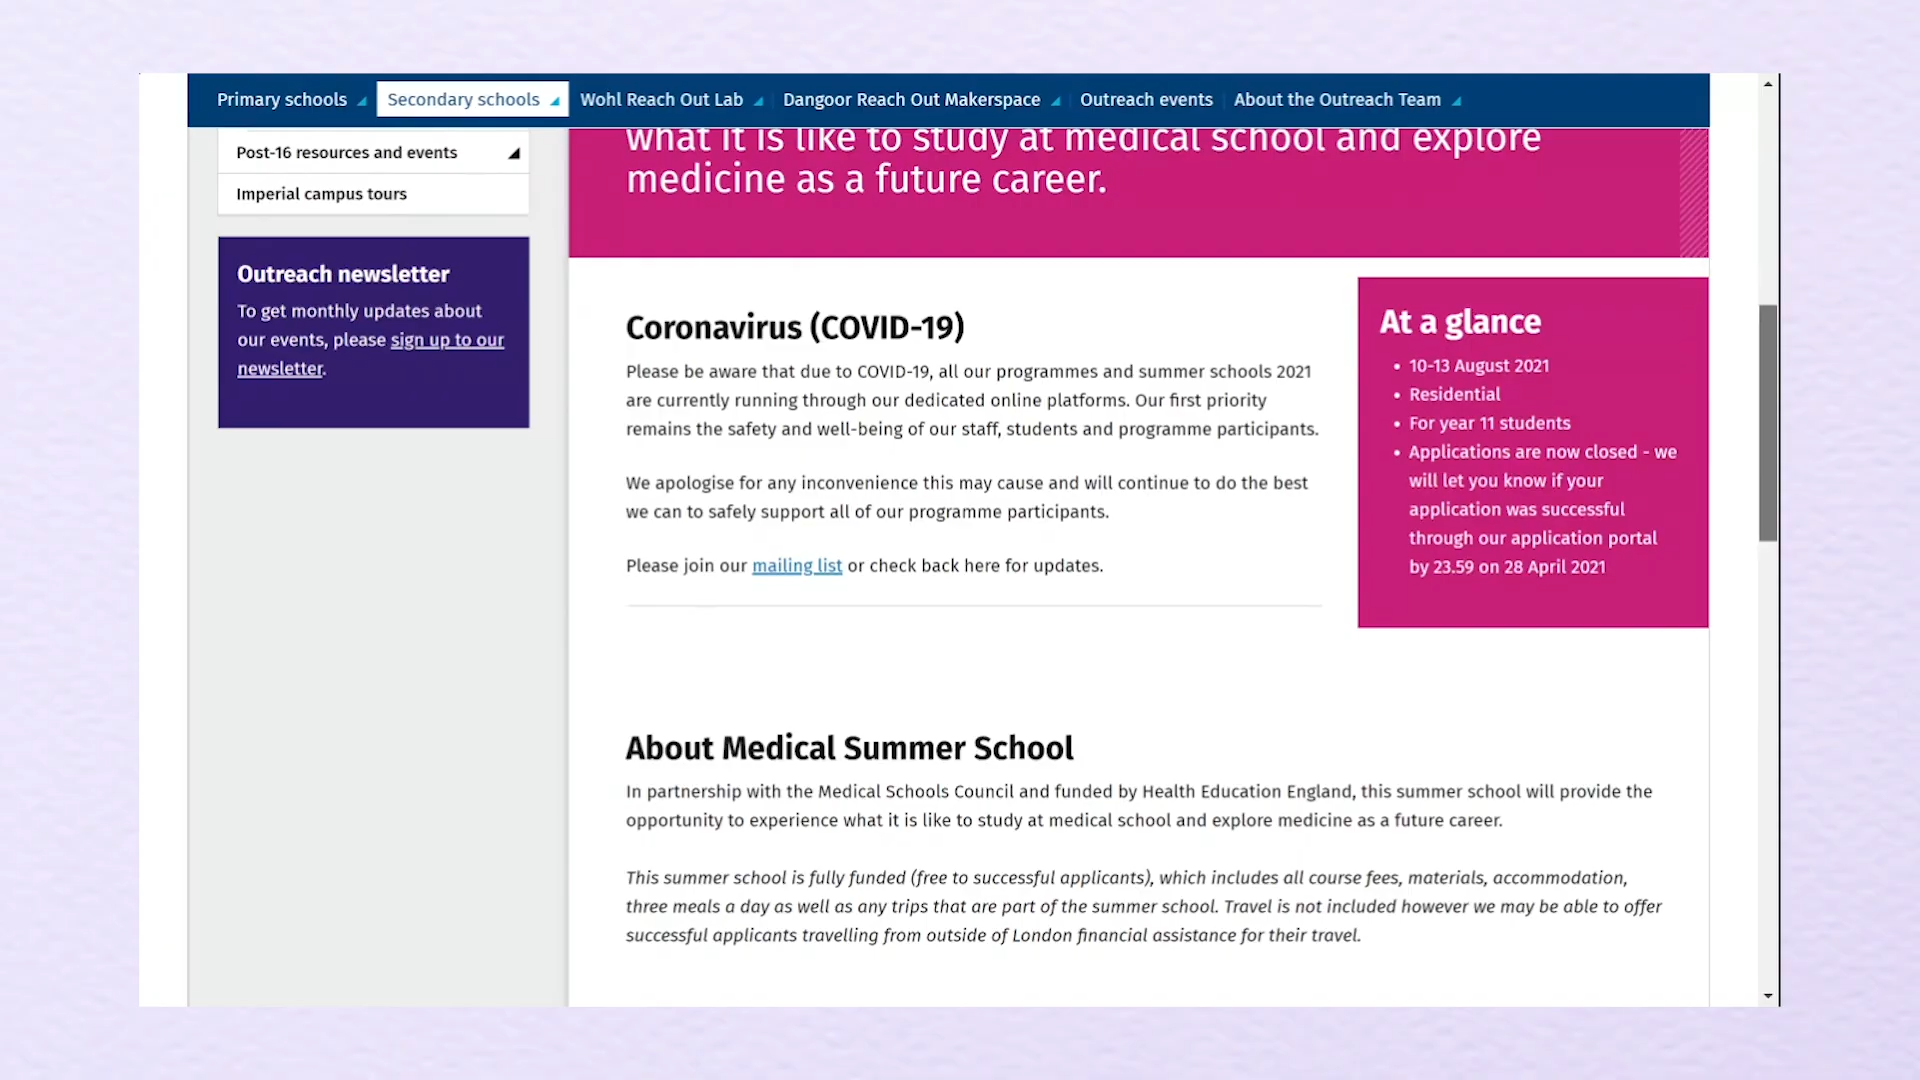 Primary schools
Secondary schools
Wohl Reach Out Lab
Dangoor Reach Out Makerspace
Outreach events
About the Outreach Team
Post-16 resources and events
Imperial campus tours
Outreach newsletter
To get monthly updates about
our events, please sign up to our
newsletter.
what it is like to study at medical school and explore
medicine as a future career.
Coronavirus (COVID-19)
Please be aware that due to COVID-19, all our programmes and summer schools 2021
are currently running through our dedicated online platforms. Our first priority
remains the safety and well-being of our staff, students and programme participants.
We apologise for any inconvenience this may cause and will continue to do the best
we can to safely support all of our programme participants.
Please join our mailing list or check back here for updates.
At a glance
• 10-13 August 2021
• Residential
• For year 11 students
• Applications are now closed - we
will let you know if your
application was successful
through our application portal
by 23.59 on 28 April 2021
About Medical Summer School
In partnership with the Medical Schools Council and funded by Health Education England, this summer school will provide the
opportunity to experience what it is like to study at medical school and explore medicine as a future career.
This summer school is fully funded (free to successful applicants), which includes all course fees, materials, accommodation,
three meals a day as well as any trips that are part of the summer school. Travel is not included however we may be able to offer
successful applicants travelling from outside of London financial assistance for their travel.